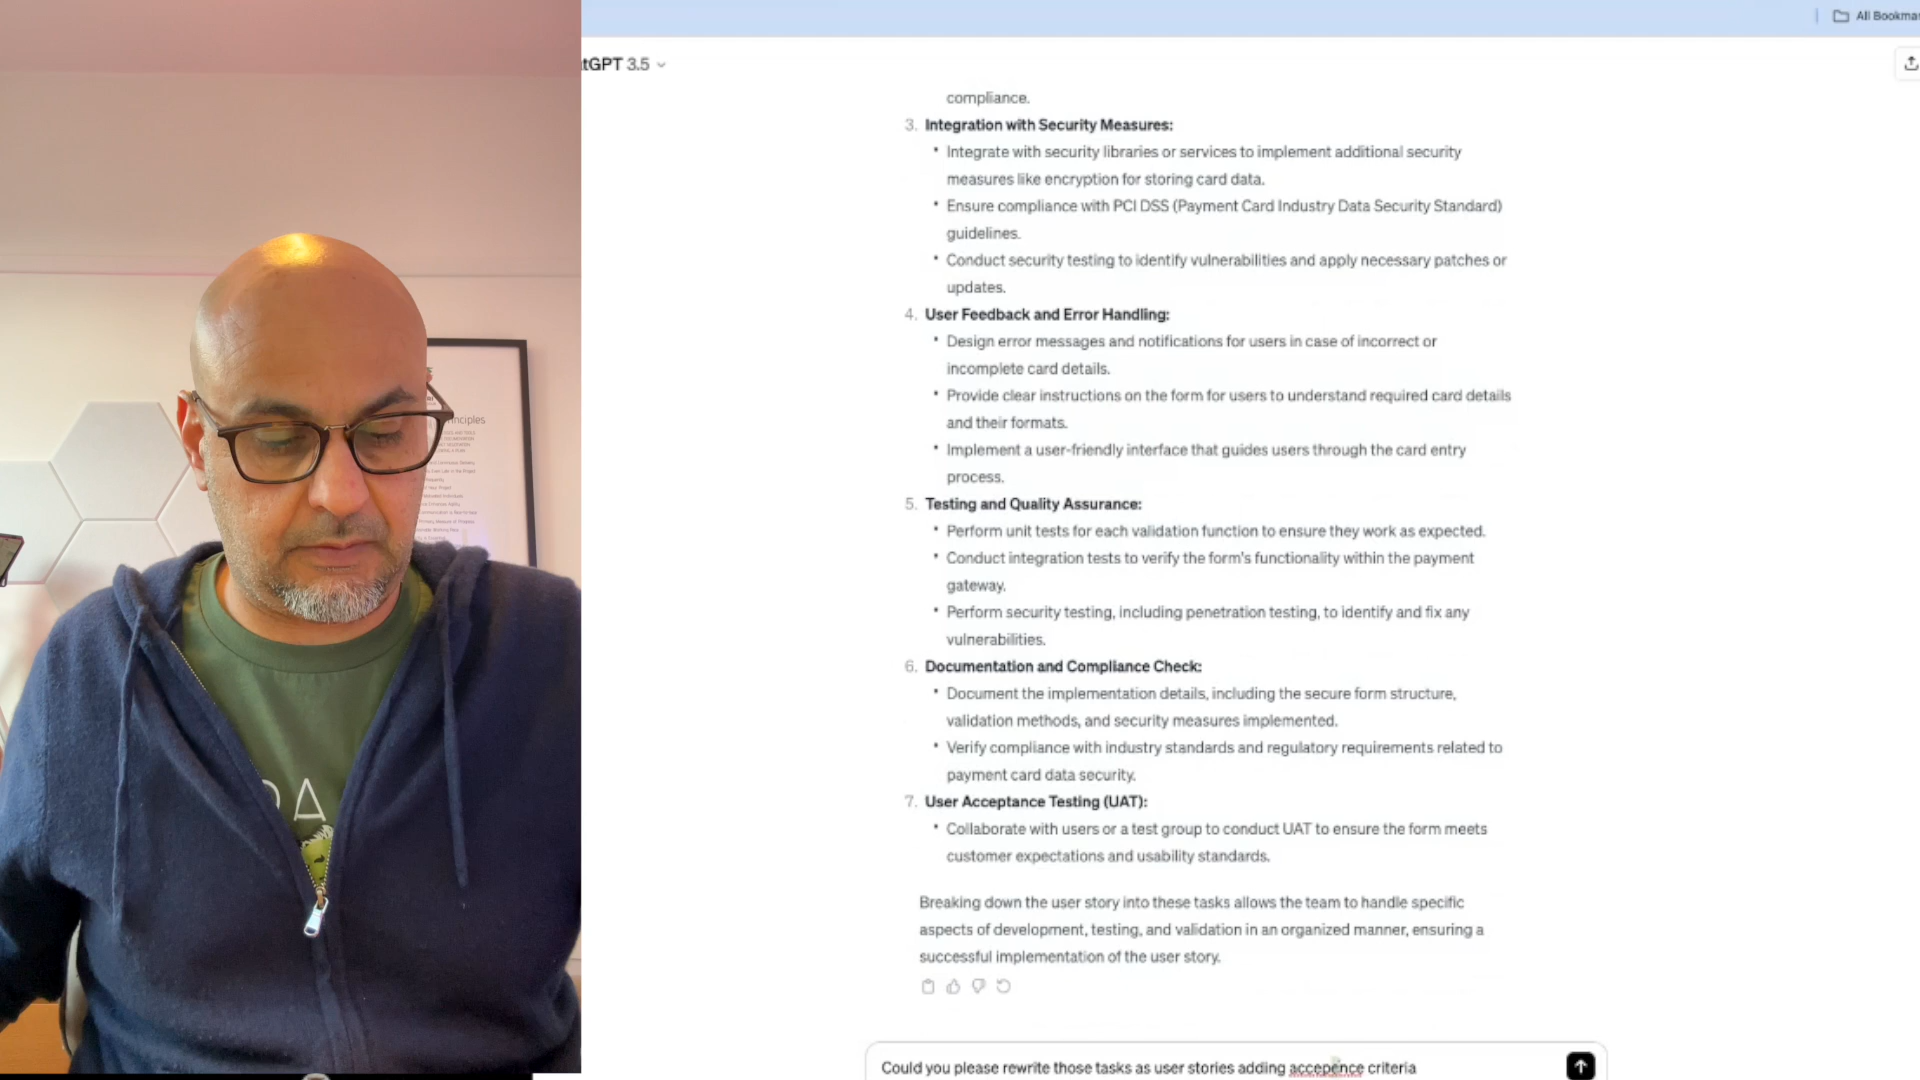 All Bookma
tGPT 3.5
compliance.
3. Integration with Security Measures:
• Integrate with security libraries or services to implement additional security
measures like encryption for storing card data.
• Ensure compliance with PCI DSS (Payment Card Industry Data Security Standard)
guidelines.
• Conduct security testing to identify vulnerabilities and apply necessary patches or
updates.
4. User Feedback and Error Handling:
• Design error messages and notifications for users in case of incorrect or
incomplete card details.
• Provide clear instructions on the form for users to understand required card details
and their formats.
• Implement a user-friendly interface that guides users through the card entry
process.
5. Testing and Quality Assurance:
• Perform unit tests for each validation function to ensure they work as expected.
• Conduct integration tests to verify the form's functionality within the payment
gateway.
• Perform security testing, including penetration testing, to identify and fix any
vulnerabilities.
6. Documentation and Compliance Check:
• Document the implementation details, including the secure form structure,
validation methods, and security measures implemented.
• Verify compliance with industry standards and regulatory requirements related to
payment card data security.
7. User Acceptance Testing (UAT):
• Collaborate with users or a test group to conduct UAT to ensure the form meets
customer expectations and usability standards.
Breaking down the user story into these tasks allows the team to handle specific
aspects of development, testing, and validation in an organized manner, ensuring a
successful implementation of the user story.
Could you please rewrite those tasks as user stories adding accepence criteria
nciples